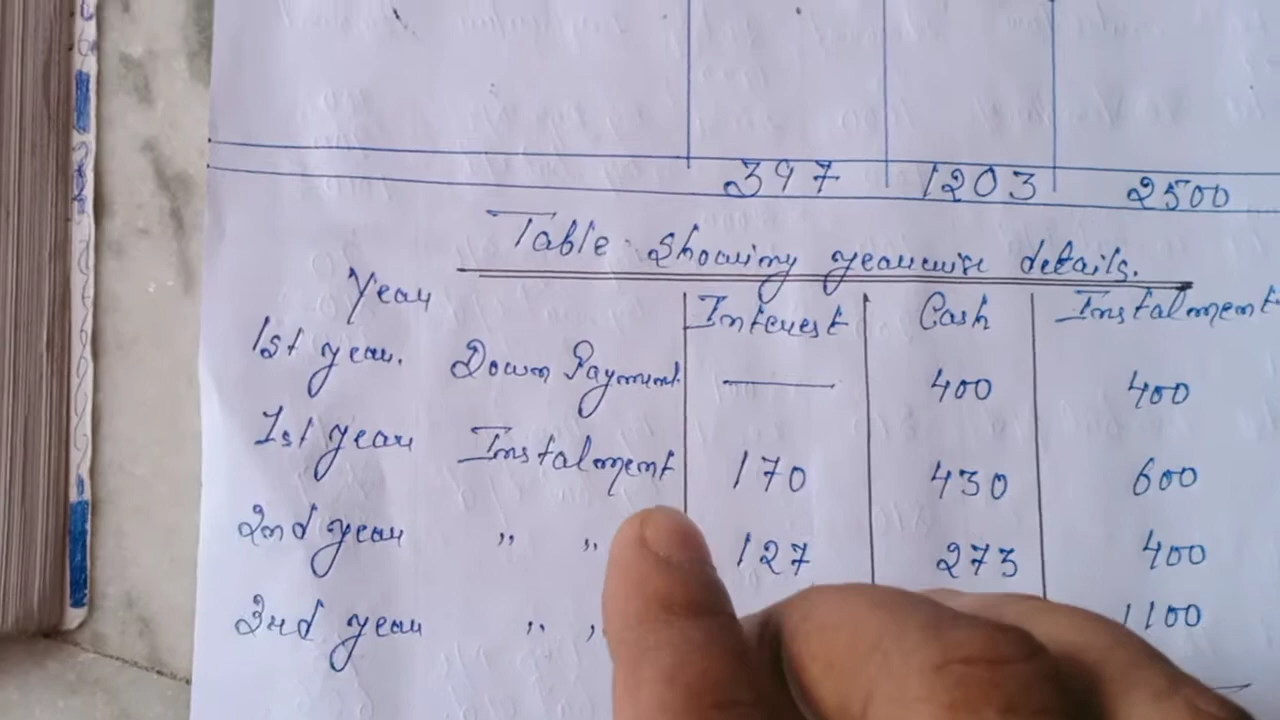 397 1203 2500
Table Showing yearwise details.
Year Interest Cash Instalment
1st year. Down Payment. — 400 400
1st year Instalment 170 430 600
2nd year " " 127 273 400
3rd year " " 1100